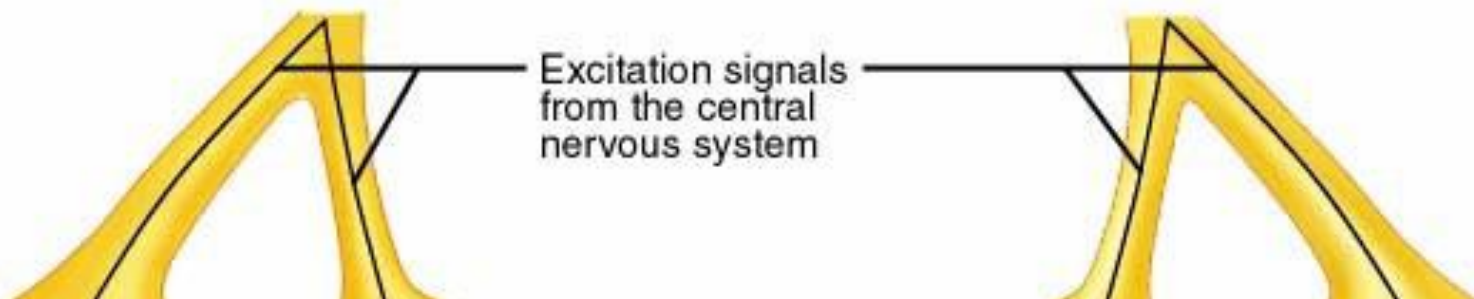 Excitation signals
from the central
nervous system